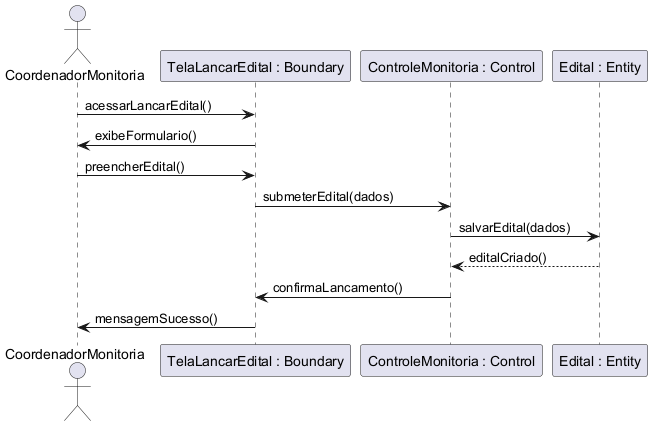 CoordenadorMonitoria
TelaLancarEdital : Boundary
ControleMonitoria : Control
Edital : Entity
acessarLancarEdital()
exibeFormulario()
preencherEdital()
submeterEdital(dados)
salvarEdital(dados)
editalCriado()
confirmaLancamento()
mensagemSucesso()
CoordenadorMonitoria
TelaLancarEdital : Boundary
ControleMonitoria : Control
Edital : Entity